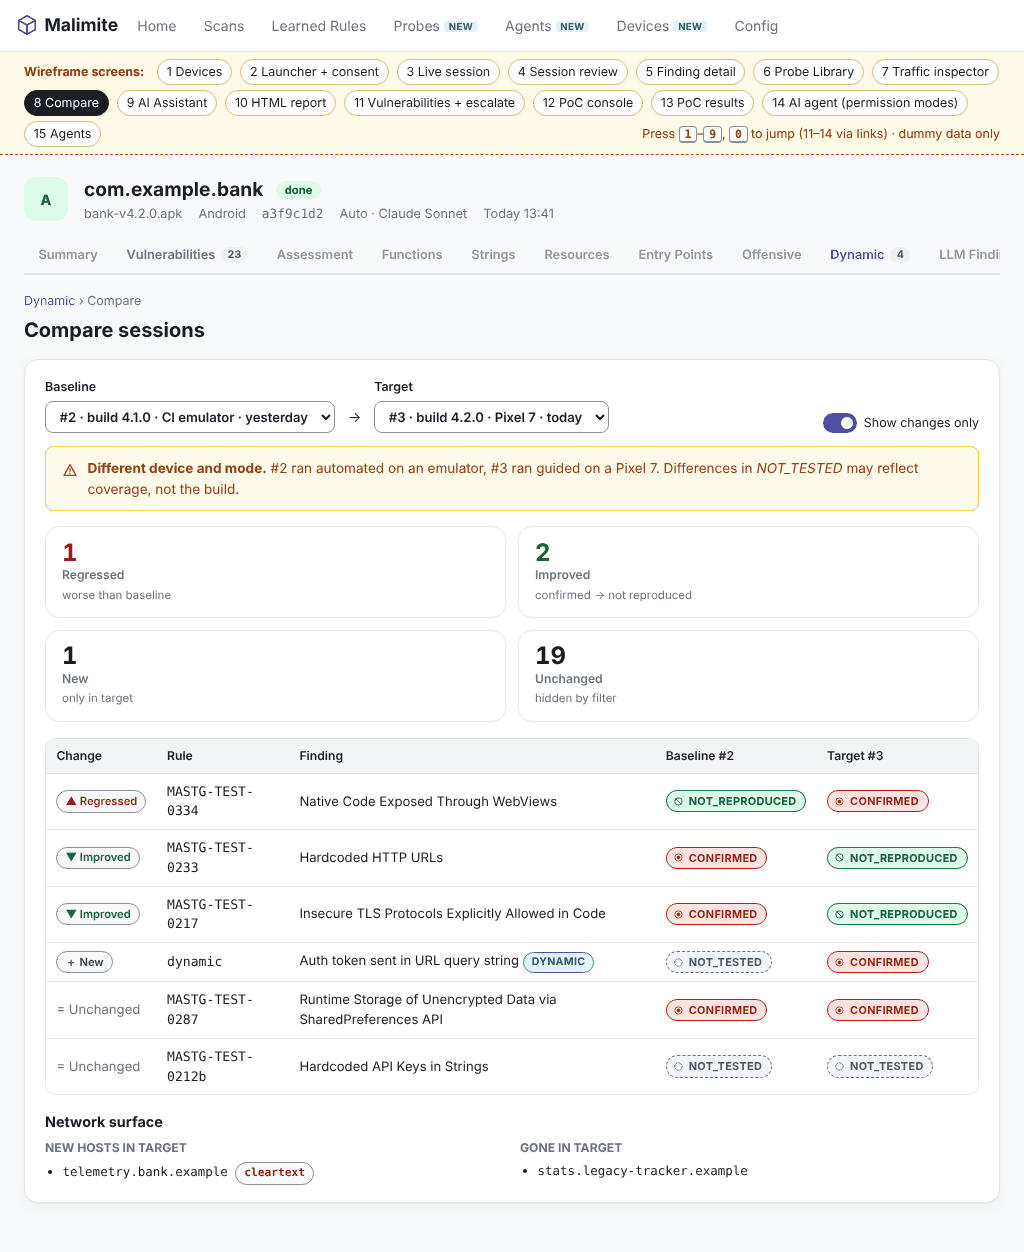 Malimite Home Scans Learned Rules Probes NEW Agents NEW Devices NEW Config
Wireframe screens: 1 Devices 2 Launcher + consent 3 Live session 4 Session review 5 Finding detail 6 Probe Library 7 Traffic inspector
8 Compare 9 AI Assistant 10 HTML report 11 Vulnerabilities + escalate 12 PoC console 13 PoC results 14 AI agent (permission modes)
15 Agents Press 1–9, 0 to jump (11–14 via links) · dummy data only
A com.example.bank done
bank-v4.2.0.apk Android a3f9c1d2 Auto · Claude Sonnet Today 13:41
Summary Vulnerabilities 23 Assessment Functions Strings Resources Entry Points Offensive Dynamic 4 LLM Findi
Dynamic › Compare
Compare sessions
Baseline Target
#2 · build 4.1.0 · CI emulator · yesterday → #3 · build 4.2.0 · Pixel 7 · today Show changes only
Different device and mode. #2 ran automated on an emulator, #3 ran guided on a Pixel 7. Differences in NOT_TESTED may reflect
coverage, not the build.
1
Regressed
worse than baseline
2
Improved
confirmed → not reproduced
1
New
only in target
19
Unchanged
hidden by filter
Change Rule Finding Baseline #2 Target #3
▲ Regressed MASTG-TEST-
0334 Native Code Exposed Through WebViews NOT_REPRODUCED CONFIRMED
▼ Improved MASTG-TEST-
0233 Hardcoded HTTP URLs CONFIRMED NOT_REPRODUCED
▼ Improved MASTG-TEST-
0217 Insecure TLS Protocols Explicitly Allowed in Code CONFIRMED NOT_REPRODUCED
+ New dynamic Auth token sent in URL query string DYNAMIC NOT_TESTED CONFIRMED
= Unchanged MASTG-TEST-
0287 Runtime Storage of Unencrypted Data via
SharedPreferences API CONFIRMED CONFIRMED
= Unchanged MASTG-TEST-
0212b Hardcoded API Keys in Strings NOT_TESTED NOT_TESTED
Network surface
NEW HOSTS IN TARGET
• telemetry.bank.example cleartext
GONE IN TARGET
• stats.legacy-tracker.example